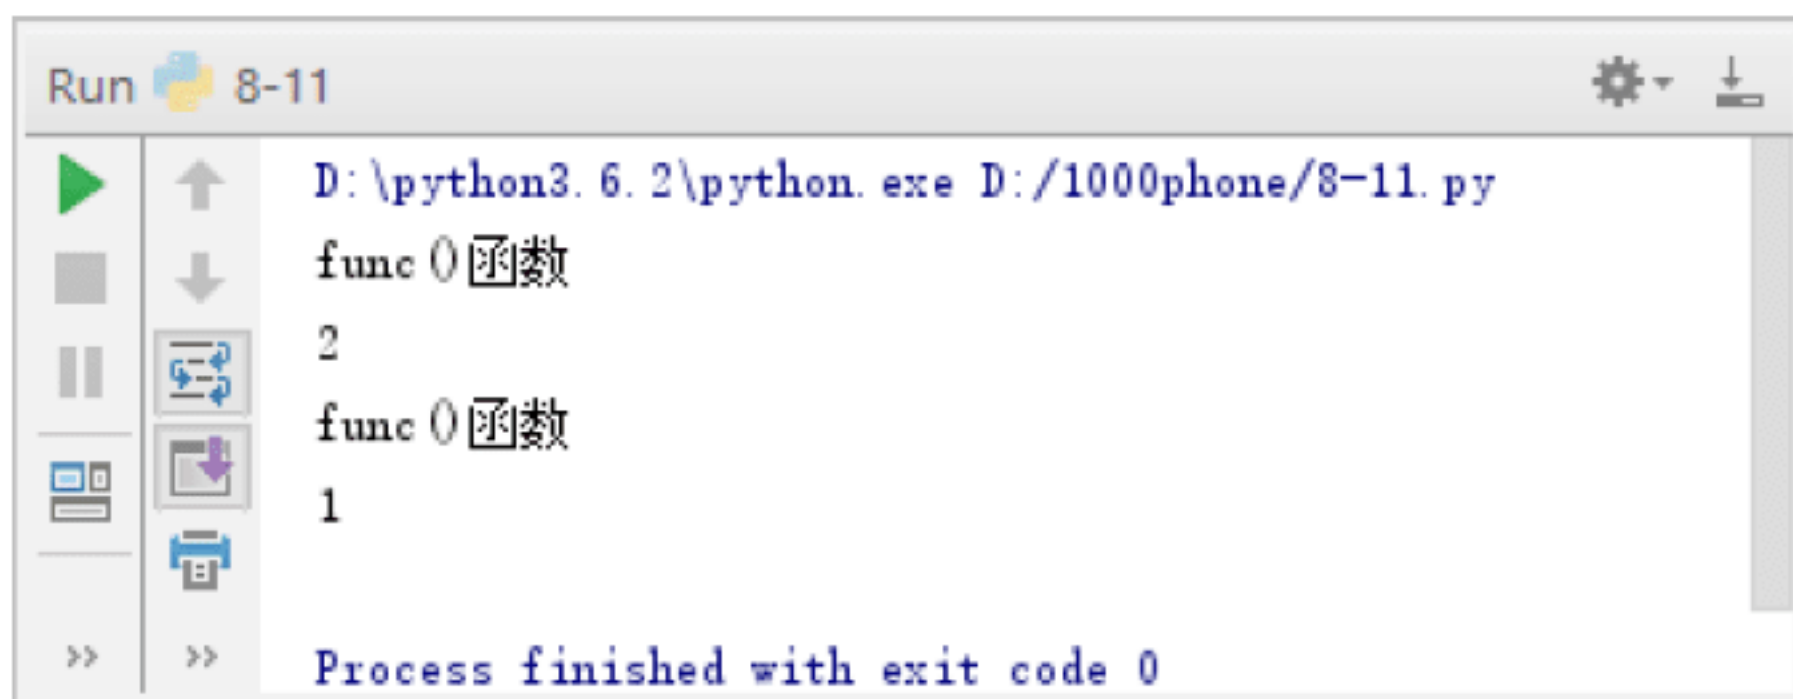 Run 8-11
D:\python3.6.2\python.exe D:/1000phone/8-11.py
func()函数
2
func()函数
1
Process finished with exit code 0